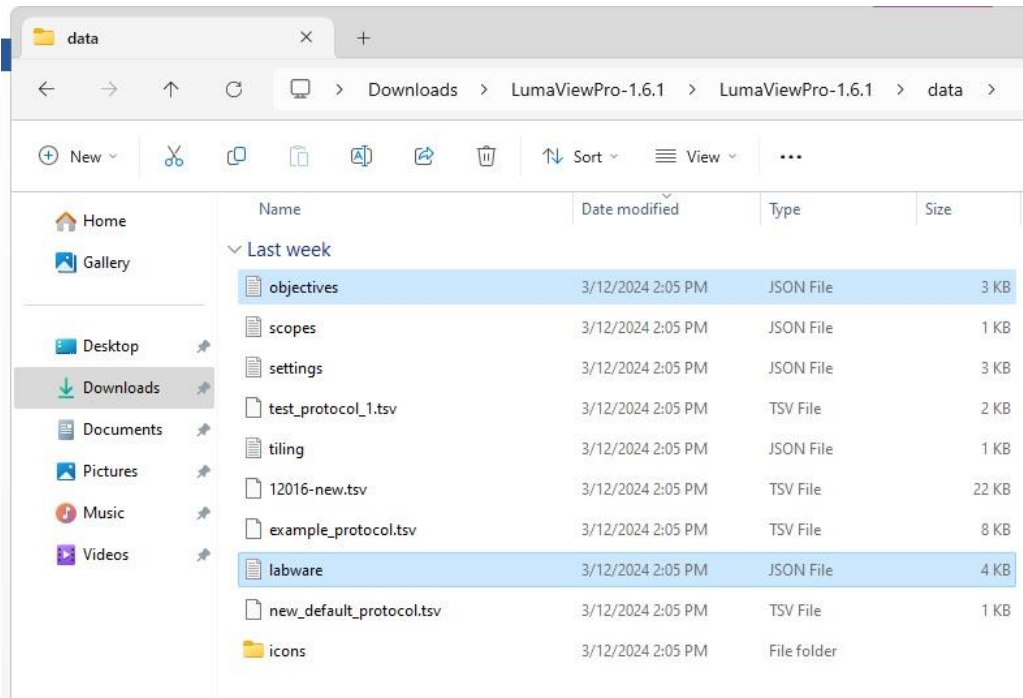 data
Downloads > LumaViewPro-1.6.1 > LumaViewPro-1.6.1 > data >
New Sort View ...
Name Date modified Type Size
Home
Gallery
Desktop
Downloads
Documents
Pictures
Music
Videos
Last week
objectives 3/12/2024 2:05 PM JSON File 3 KB
scopes 3/12/2024 2:05 PM JSON File 1 KB
settings 3/12/2024 2:05 PM JSON File 3 KB
test_protocol_1.tsv 3/12/2024 2:05 PM TSV File 2 KB
tiling 3/12/2024 2:05 PM JSON File 1 KB
12016-new.tsv 3/12/2024 2:05 PM TSV File 22 KB
example_protocol.tsv 3/12/2024 2:05 PM TSV File 8 KB
labware 3/12/2024 2:05 PM JSON File 4 KB
new_default_protocol.tsv 3/12/2024 2:05 PM TSV File 1 KB
icons 3/12/2024 2:05 PM File folder